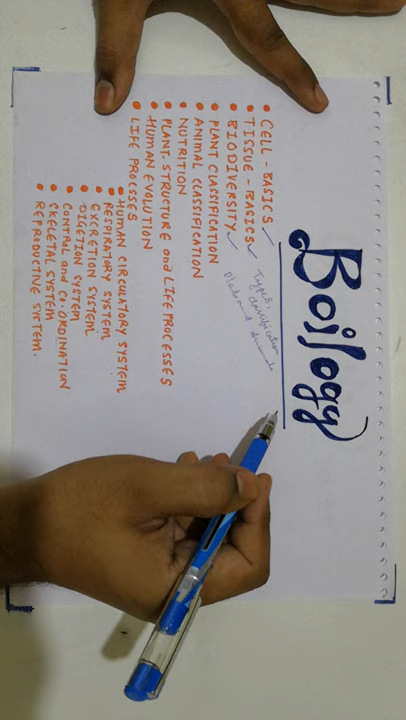 Boilogy
• CELL - BASICS ✓
• TISSUE - BASICS ✓
• BIODIVERSITY ✓
Types,
classification
• PLANT CLASSIFICATION
• ANIMAL CLASSIFICATION
• NUTRITION
• PLANT. STRUCTURE and LIFE PROCESSES
• HUMAN EVOLUTION
• LIFE PROCESSES
• HUMAN CIRCULATORY SYSTEM
• RESPIRATORY SYSTEM
• EXCRETION SYSTEM
• DIGETION SYSTEM
• CONTROL and CO-ORDINATION
• SKELETAL SYSTEM
• REPRODUCTIVE SYSTEM.